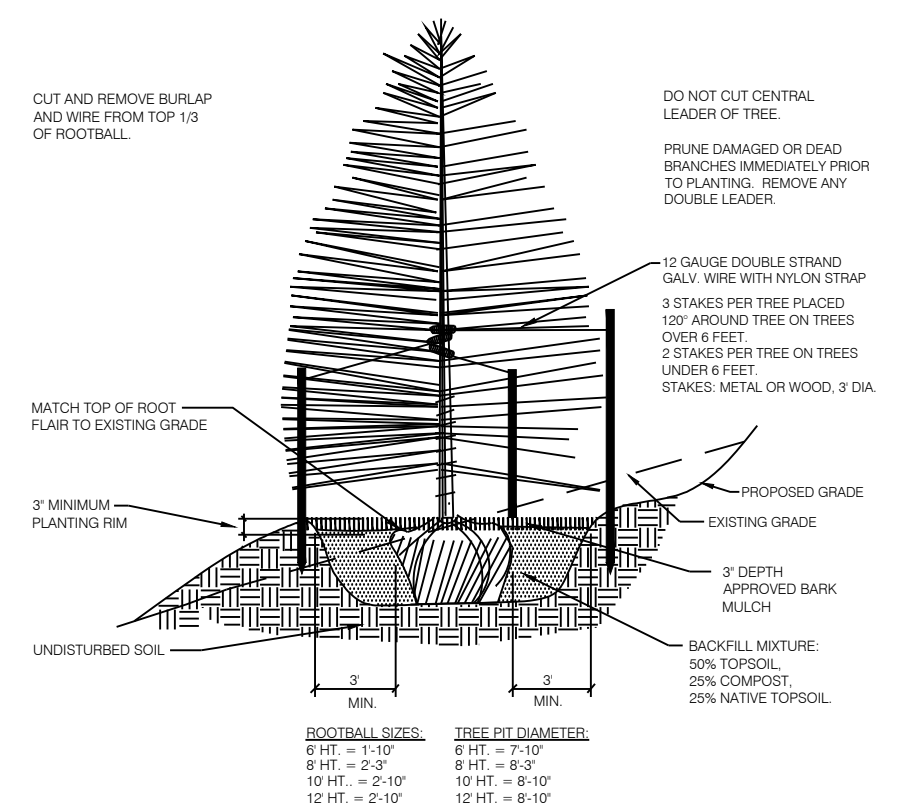 CUT AND REMOVE BURLAP
AND WIRE FROM TOP 1/3
OF ROOTBALL.
DO NOT CUT CENTRAL
LEADER OF TREE.
PRUNE DAMAGED OR DEAD
BRANCHES IMMEDIATELY PRIOR
TO PLANTING.  REMOVE ANY
DOUBLE LEADER.
12 GAUGE DOUBLE STRAND
GALV. WIRE WITH NYLON STRAP
3 STAKES PER TREE PLACED
120° AROUND TREE ON TREES
OVER 6 FEET.
2 STAKES PER TREE ON TREES
UNDER 6 FEET.
STAKES: METAL OR WOOD, 3' DIA.
MATCH TOP OF ROOT
FLAIR TO EXISTING GRADE
3" MINIMUM
PLANTING RIM
PROPOSED GRADE
EXISTING GRADE
3" DEPTH
APPROVED BARK
MULCH
UNDISTURBED SOIL
BACKFILL MIXTURE:
50% TOPSOIL,
25% COMPOST,
25% NATIVE TOPSOIL.
3'
MIN.
3'
MIN.
ROOTBALL SIZES:
6' HT. = 1'-10"
8' HT. = 2'-3"
10' HT.. = 2'-10"
12' HT. = 2'-10"
TREE PIT DIAMETER:
6' HT. = 7'-10"
8' HT. = 8'-3"
10' HT. = 8'-10"
12' HT. = 8'-10"